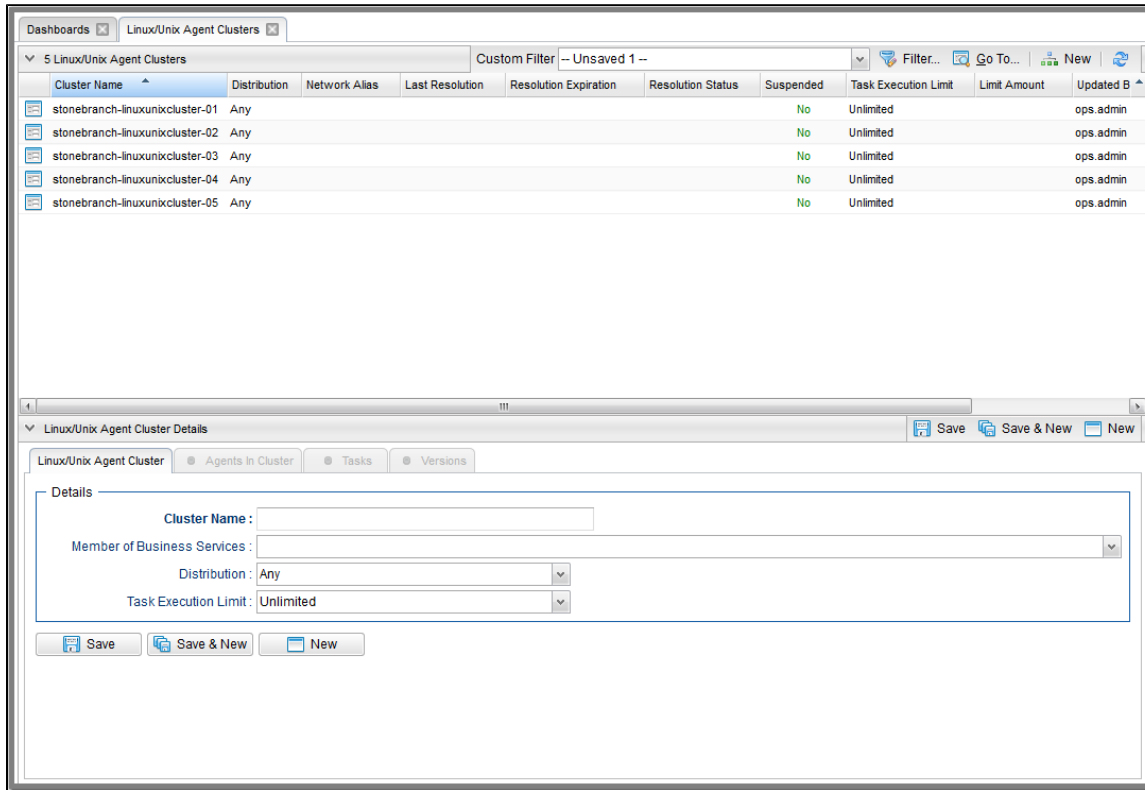 Dashboards Linux/Unix Agent Clusters
5 Linux/Unix Agent Clusters Custom Filter -- Unsaved 1 -- Filter... Go To... New
Cluster Name Distribution Network Alias Last Resolution Resolution Expiration Resolution Status Suspended Task Execution Limit Limit Amount Updated B
stonebranch-linuxunixcluster-01 Any No Unlimited ops.admin
stonebranch-linuxunixcluster-02 Any No Unlimited ops.admin
stonebranch-linuxunixcluster-03 Any No Unlimited ops.admin
stonebranch-linuxunixcluster-04 Any No Unlimited ops.admin
stonebranch-linuxunixcluster-05 Any No Unlimited ops.admin
Linux/Unix Agent Cluster Details Save Save & New New
Linux/Unix Agent Cluster Agents In Cluster Tasks Versions
Details
Cluster Name :
Member of Business Services :
Distribution : Any
Task Execution Limit : Unlimited
Save Save & New New